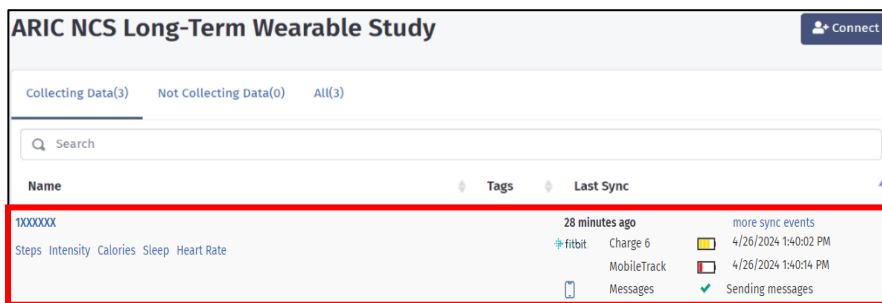 ARIC NCS Long-Term Wearable Study
Connect
Collecting Data(3) Not Collecting Data(0) All(3)
Search
Name Tags Last Sync
1XXXXXX 28 minutes ago more sync events
Steps Intensity Calories Sleep Heart Rate fitbit Charge 6 4/26/2024 1:40:02 PM
MobileTrack 4/26/2024 1:40:14 PM
Messages Sending messages